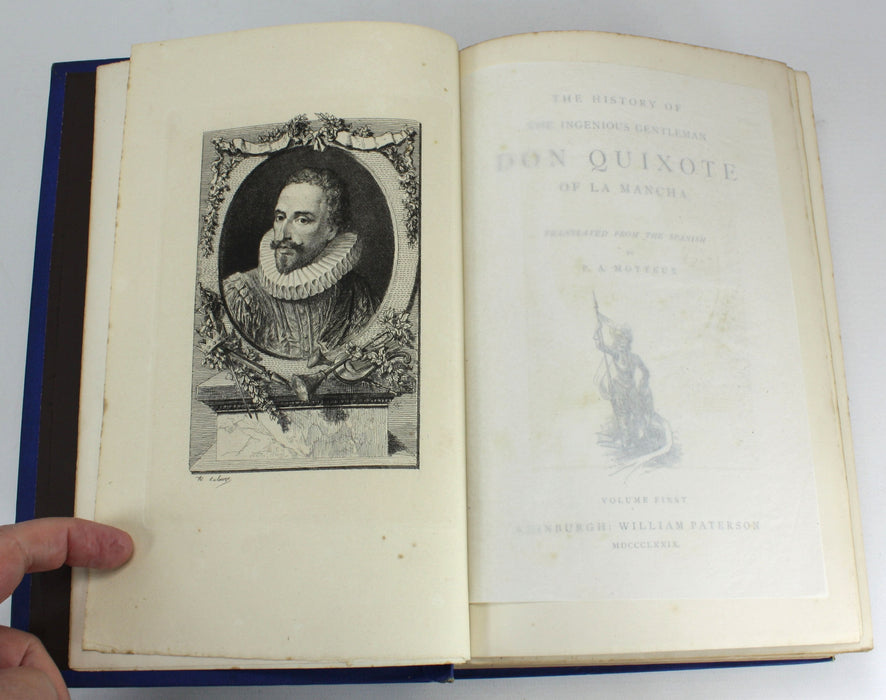 THE HISTORY OF
THE INGENIOUS GENTLEMAN
DON QUIXOTE
OF LA MANCHA
TRANSLATED FROM THE SPANISH
BY
P. A. MOTTEUX
VOLUME FIRST
EDINBURGH: WILLIAM PATERSON
MDCCCLXXIX.